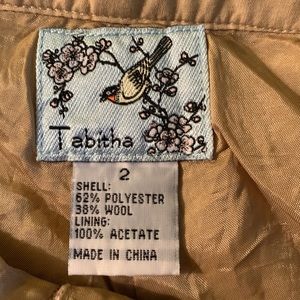 Tabitha
2
SHELL:
62% POLYESTER
38% WOOL
LINING:
100% ACETATE
MADE IN CHINA